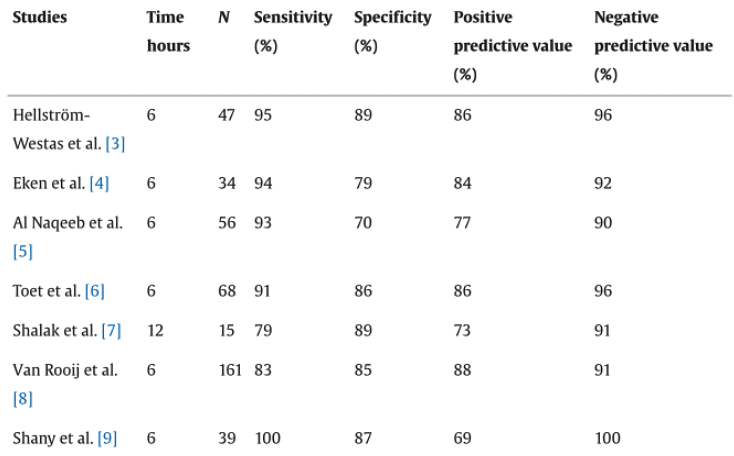 Studies Time N Sensitivity Specificity Positive Negative
hours (%) (%) predictive value predictive value
(%) (%)
Hellström- 6 47 95 89 86 96
Westas et al. [3]
Eken et al. [4] 6 34 94 79 84 92
Al Naqeeb et al. 6 56 93 70 77 90
[5]
Toet et al. [6] 6 68 91 86 86 96
Shalak et al. [7] 12 15 79 89 73 91
Van Rooij et al. 6 161 83 85 88 91
[8]
Shany et al. [9] 6 39 100 87 69 100